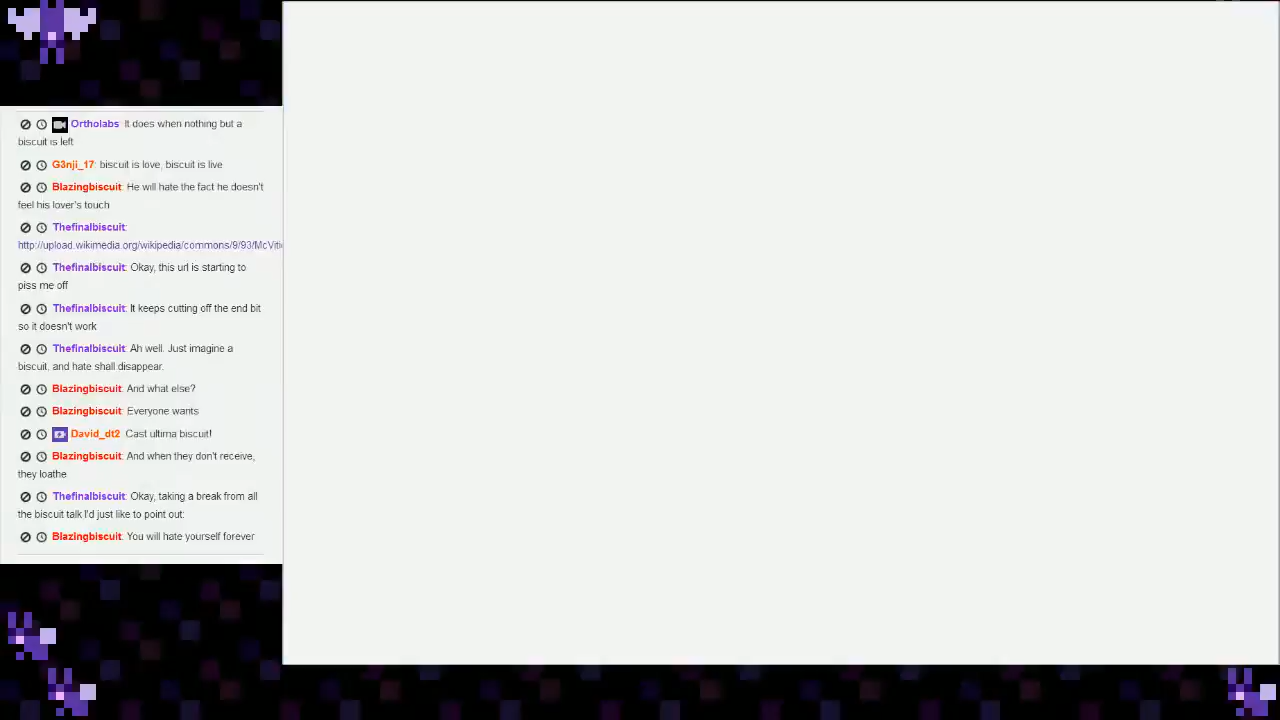 Ortholabs: It does when nothing but a
biscuit is left
G3nji_17: biscuit is love, biscuit is live
Blazingbiscuit: He will hate the fact he doesn't
feel his lover's touch
Thefinalbiscuit:
http://upload.wikimedia.org/wikipedia/commons/9/93/McViti
Thefinalbiscuit: Okay, this url is starting to
piss me off
Thefinalbiscuit: It keeps cutting off the end bit
so it doesn't work
Thefinalbiscuit: Ah well. Just imagine a
biscuit, and hate shall disappear.
Blazingbiscuit: And what else?
Blazingbiscuit: Everyone wants
David_dt2: Cast ultima biscuit!
Blazingbiscuit: And when they don't receive,
they loathe
Thefinalbiscuit: Okay, taking a break from all
the biscuit talk I'd just like to point out:
Blazingbiscuit: You will hate yourself forever